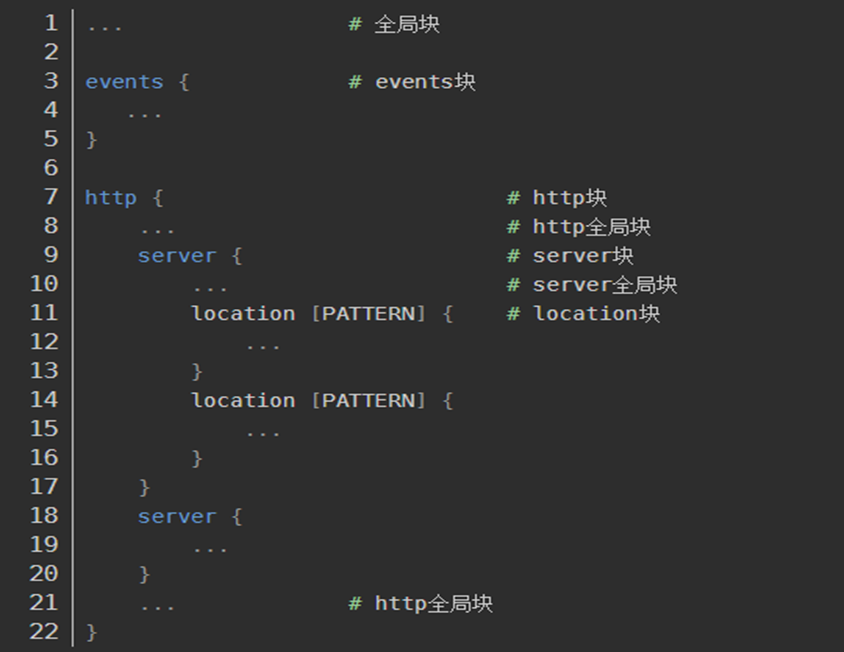 1 ... # 全局块
2
3 events { # events块
4 ...
5 }
6
7 http { # http块
8 ... # http全局块
9 server { # server块
10 ... # server全局块
11 location [PATTERN] { # location块
12 ...
13 }
14 location [PATTERN] {
15 ...
16 }
17 }
18 server {
19 ...
20 }
21 ... # http全局块
22 }